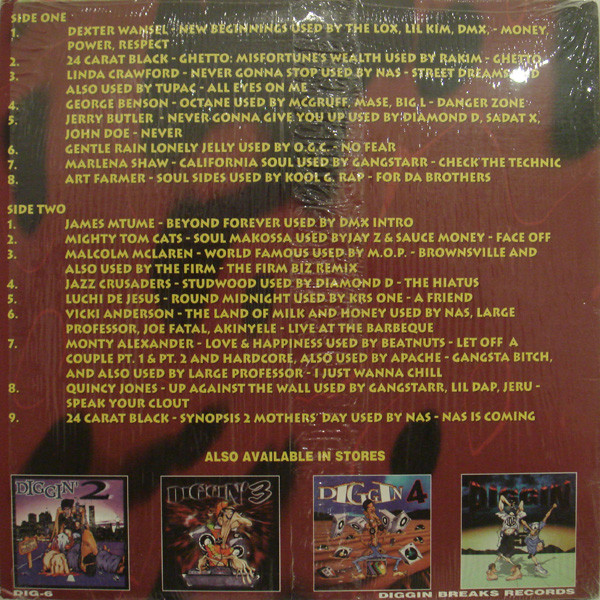 SIDE ONE
1. DEXTER WANSEL - NEW BEGINNINGS USED BY THE LOX, LIL KIM, DMX, - MONEY
POWER, RESPECT
2. 24 CARAT BLACK - GHETTO: MISFORTUNE'S WEALTH USED BY RAKIM - GHETTO
3. LINDA CRAWFORD - NEVER GONNA STOP USED BY NAS - STREET DREAMS
ALSO USED BY TUPAC - ALL EYES ON ME
4. GEORGE BENSON - OCTANE USED BY MCGRUFF, MASE, BIG L - DANGER ZONE
5. JERRY BUTLER - NEVER GONNA GIVE YOU UP USED BY DIAMOND D, SADAT X,
JOHN DOE - NEVER
6. GENTLE RAIN LONELY JELLY USED BY O.G.C. - NO FEAR
7. MARLENA SHAW - CALIFORNIA SOUL USED BY GANGSTARR - CHECK THE TECHNIC
8. ART FARMER - SOUL SIDES USED BY KOOL G. RAP - FOR DA BROTHERS
SIDE TWO
1. JAMES MTUME - BEYOND FOREVER USED BY DMX INTRO
2. MIGHTY TOM CATS - SOUL MAKOSSA USED BYJAY Z & SAUCE MONEY - FACE OFF
3. MALCOLM MCLAREN - WORLD FAMOUS USED BY M.O.P. - BROWNSVILLE AND
ALSO USED BY THE FIRM - THE FIRM BIZ REMIX
4. JAZZ CRUSADERS - STUDWOOD USED BY DIAMOND D - THE HIATUS
5. LUCHI DE JESUS - ROUND MIDNIGHT USED BY KRS ONE - A FRIEND
6. VICKI ANDERSON - THE LAND OF MILK AND HONEY USED BY NAS, LARGE
PROFESSOR, JOE FATAL, AKINYELE - LIVE AT THE BARBEQUE
7. MONTY ALEXANDER - LOVE & HAPPINESS USED BY BEATNUTS - LET OFF A
COUPLE PT. 1 & PT. 2 AND HARDCORE, ALSO USED BY APACHE - GANGSTA BITCH,
AND ALSO USED BY LARGE PROFESSOR - I JUST WANNA CHILL
8. QUINCY JONES - UP AGAINST THE WALL USED BY GANGSTARR, LIL DAP, JERU -
SPEAK YOUR CLOUT
9. 24 CARAT BLACK - SYNOPSIS 2 MOTHERS' DAY USED BY NAS - NAS IS COMING
ALSO AVAILABLE IN STORES
DIGGIN' 2
DIGGIN' 3
DIGGIN 4
DIGGIN
DIG-6
DIGGIN BREAKS RECORDS